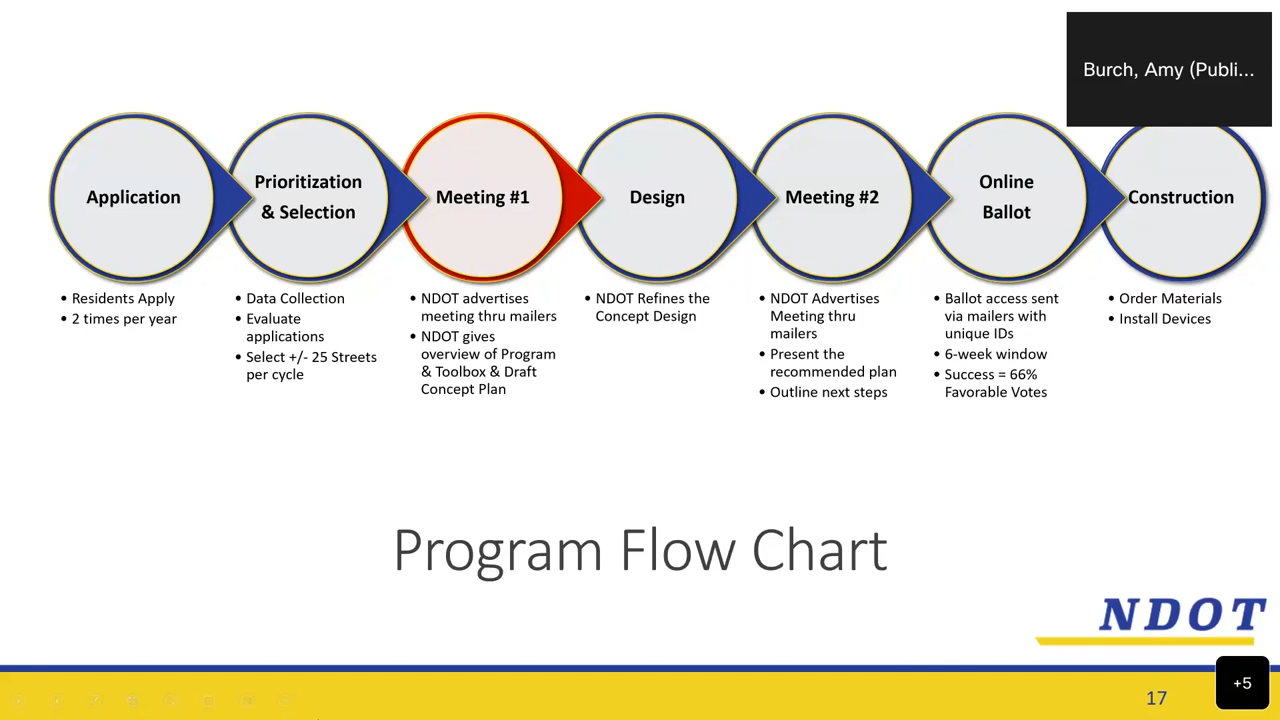 Burch, Amy (Publi...
Application
Prioritization
& Selection
Meeting #1
Design
Meeting #2
Online
Ballot
Construction
• Residents Apply
• 2 times per year
• Data Collection
• Evaluate
applications
• Select +/- 25 Streets
per cycle
• NDOT advertises
meeting thru mailers
• NDOT gives
overview of Program
& Toolbox & Draft
Concept Plan
• NDOT Refines the
Concept Design
• NDOT Advertises
Meeting thru
mailers
• Present the
recommended plan
• Outline next steps
• Ballot access sent
via mailers with
unique IDs
• 6-week window
• Success = 66%
Favorable Votes
• Order Materials
• Install Devices
Program Flow Chart
NDOT
17
+5